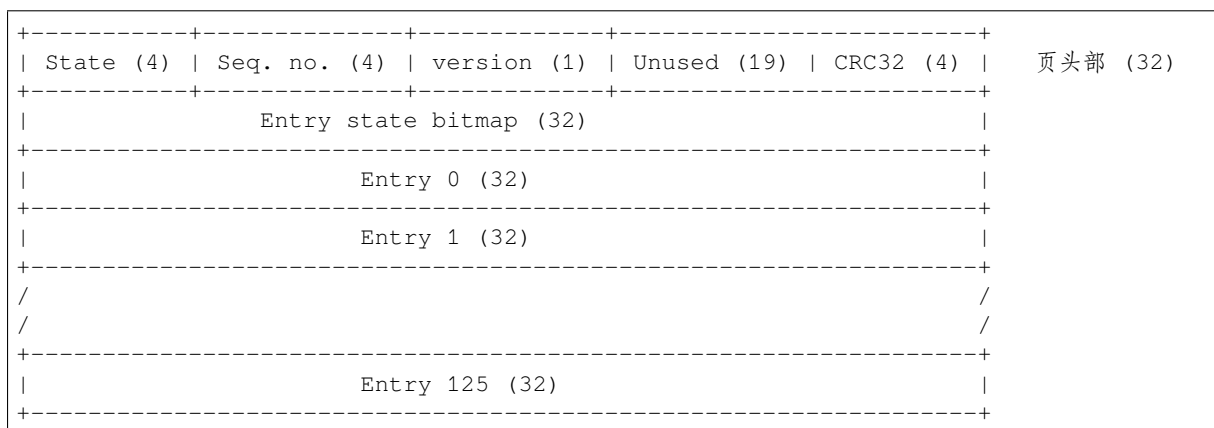 +-----------+--------------+-------------+-------------------------+
| State (4) | Seq. no. (4) | version (1) | Unused (19) | CRC32 (4) |   页头部 (32)
+-----------+--------------+-------------+-------------------------+
|                Entry state bitmap (32)                           |
+------------------------------------------------------------------+
|                       Entry 0 (32)                               |
+------------------------------------------------------------------+
|                       Entry 1 (32)                               |
+------------------------------------------------------------------+
/                                                                  /
/                                                                  /
+------------------------------------------------------------------+
|                       Entry 125 (32)                             |
+------------------------------------------------------------------+